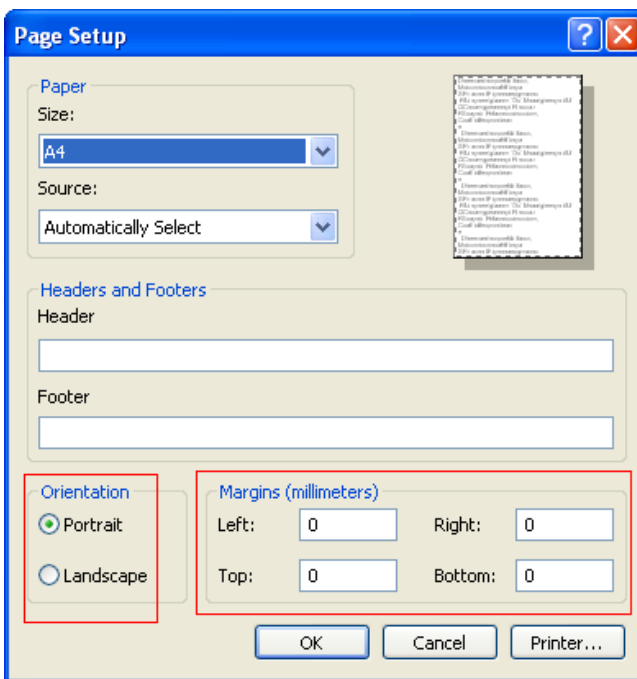 Page Setup
Paper
Size:
A4
Source:
Automatically Select
Headers and Footers
Header
Footer
Orientation
Portrait
Landscape
Margins (millimeters)
Left: 0 Right: 0
Top: 0 Bottom: 0
OK Cancel Printer...